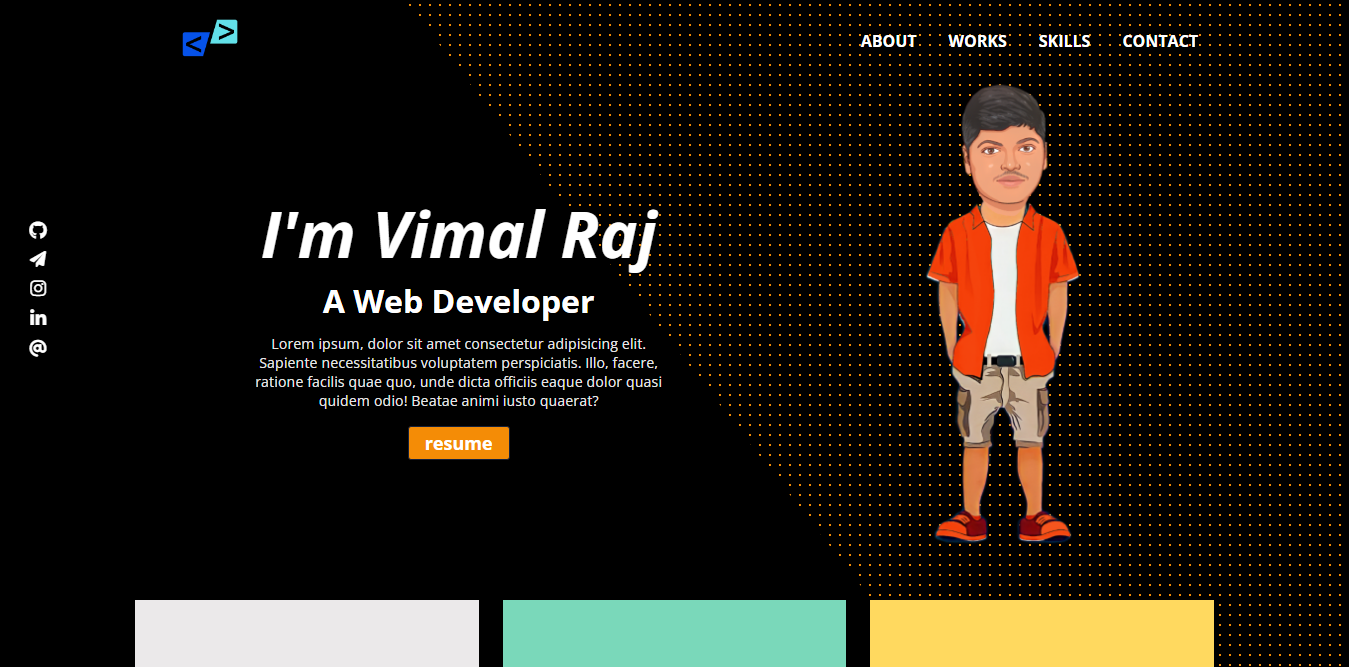 < >
ABOUT WORKS SKILLS CONTACT
I'm Vimal Raj
A Web Developer
Lorem ipsum, dolor sit amet consectetur adipisicing elit.
Sapiente necessitatibus voluptatem perspiciatis. Illo, facere,
ratione facilis quae quo, unde dicta officiis eaque dolor quasi
quidem odio! Beatae animi iusto quaerat?
resume
in
@